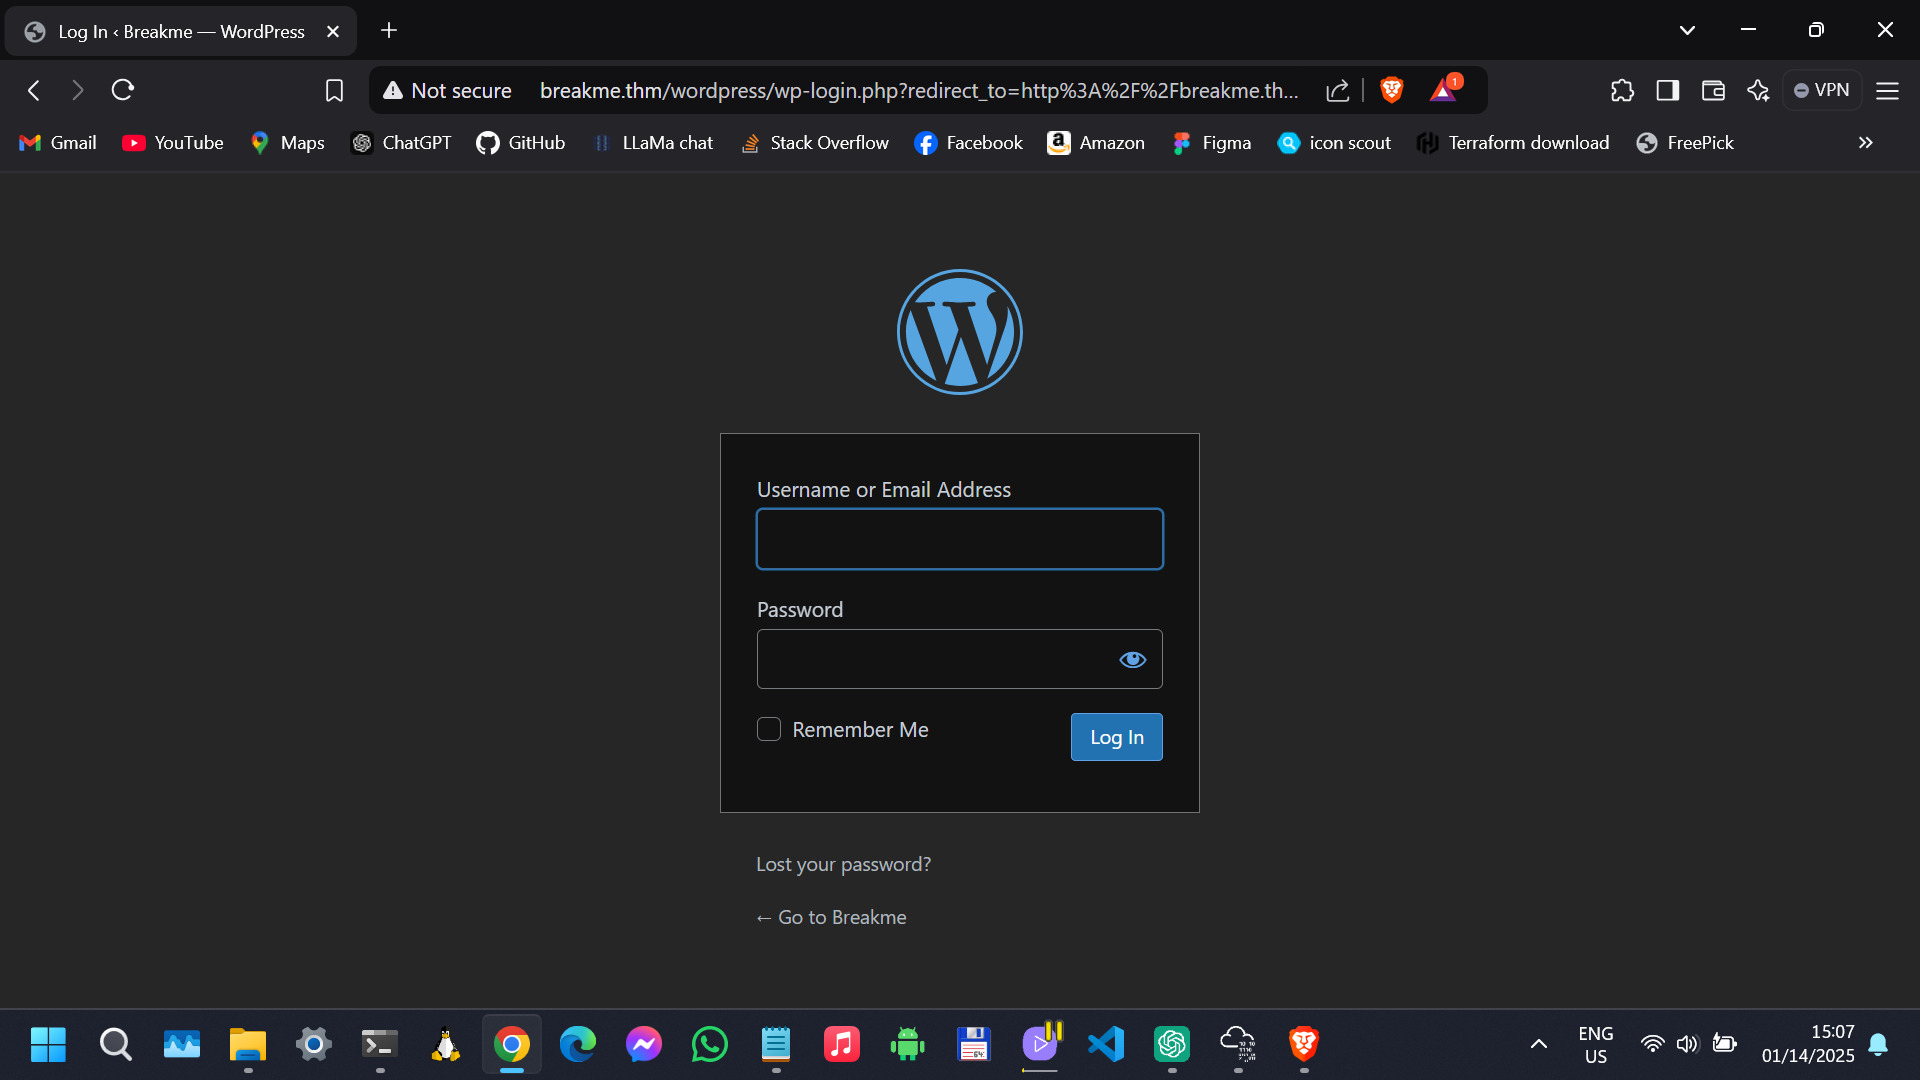 Log In ‹ Breakme — WordPress
Not secure breakme.thm/wordpress/wp-login.php?redirect_to=http%3A%2F%2Fbreakme.th... 1 VPN
Gmail YouTube Maps ChatGPT GitHub LLaMa chat Stack Overflow Facebook Amazon Figma icon scout Terraform download FreePick
Username or Email Address
Password
Remember Me
Log In
Lost your password?
← Go to Breakme
ENG
US
15:07
01/14/2025